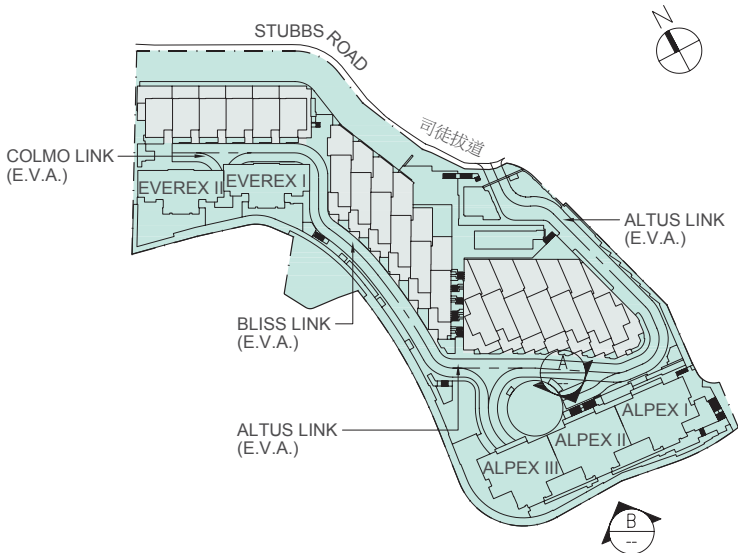 STUBBS ROAD
N
司徒拔道
COLMO LINK
(E.V.A.)
EVEREX II
EVEREX I
ALTUS LINK
(E.V.A.)
BLISS LINK
(E.V.A.)
A
--
ALTUS LINK
(E.V.A.)
ALPEX I
ALPEX II
ALPEX III
B
--